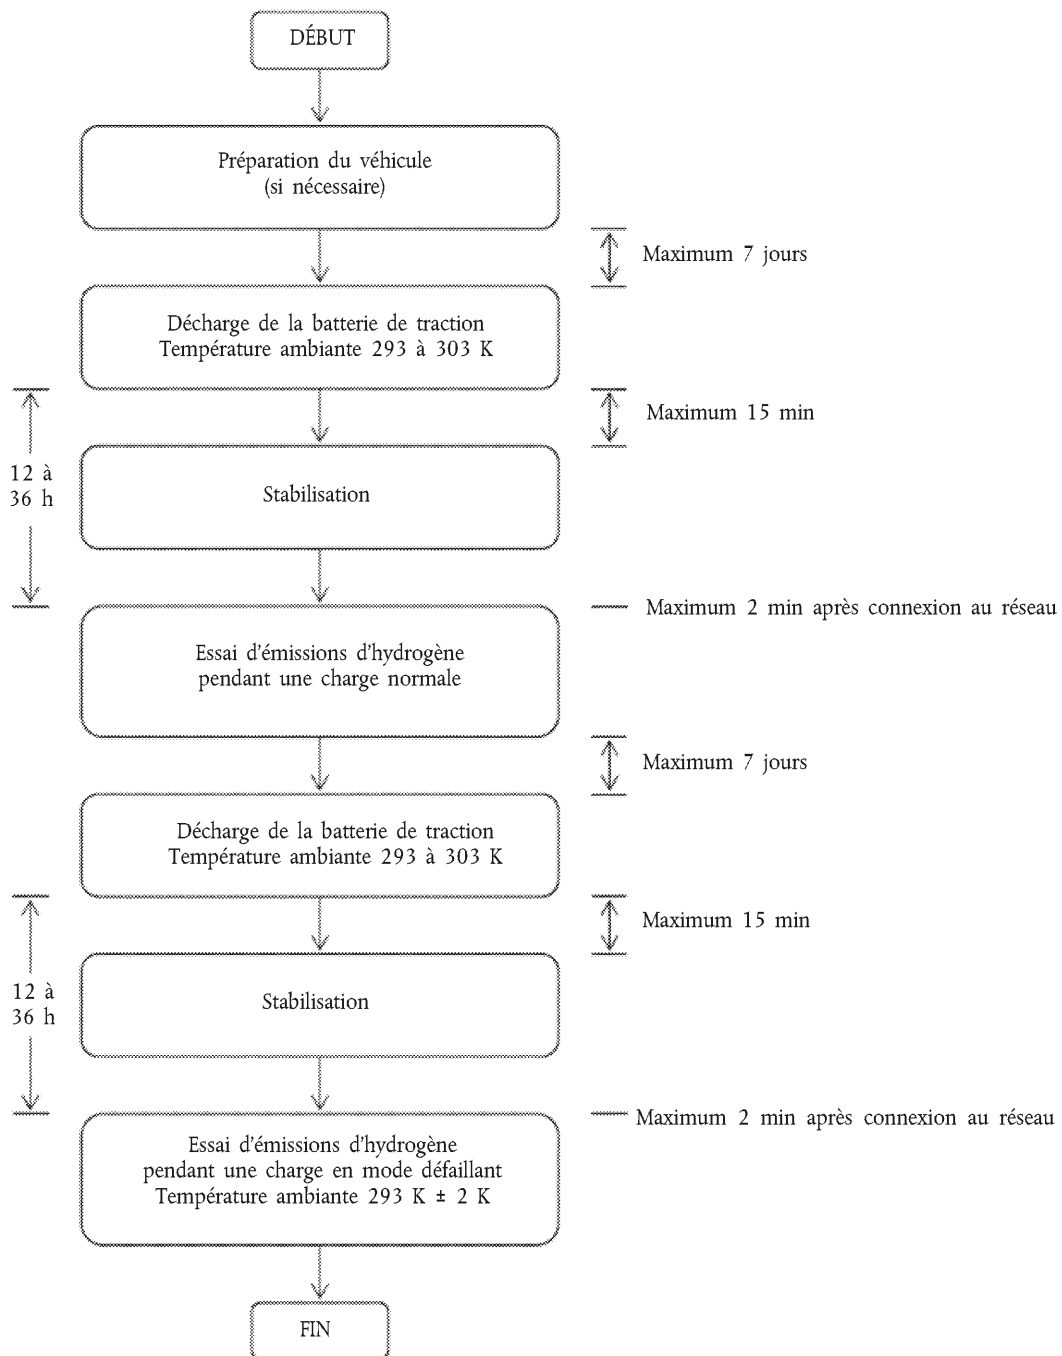 DÉBUT
Préparation du véhicule
(si nécessaire)
Maximum 7 jours
Décharge de la batterie de traction
Température ambiante 293 à 303 K
Maximum 15 min
12 à
36 h
Stabilisation
Maximum 2 min après connexion au réseau
Essai d'émissions d'hydrogène
pendant une charge normale
Maximum 7 jours
Décharge de la batterie de traction
Température ambiante 293 à 303 K
Maximum 15 min
12 à
36 h
Stabilisation
Maximum 2 min après connexion au réseau
Essai d'émissions d'hydrogène
pendant une charge en mode défaillant
Température ambiante 293 K ± 2 K
FIN